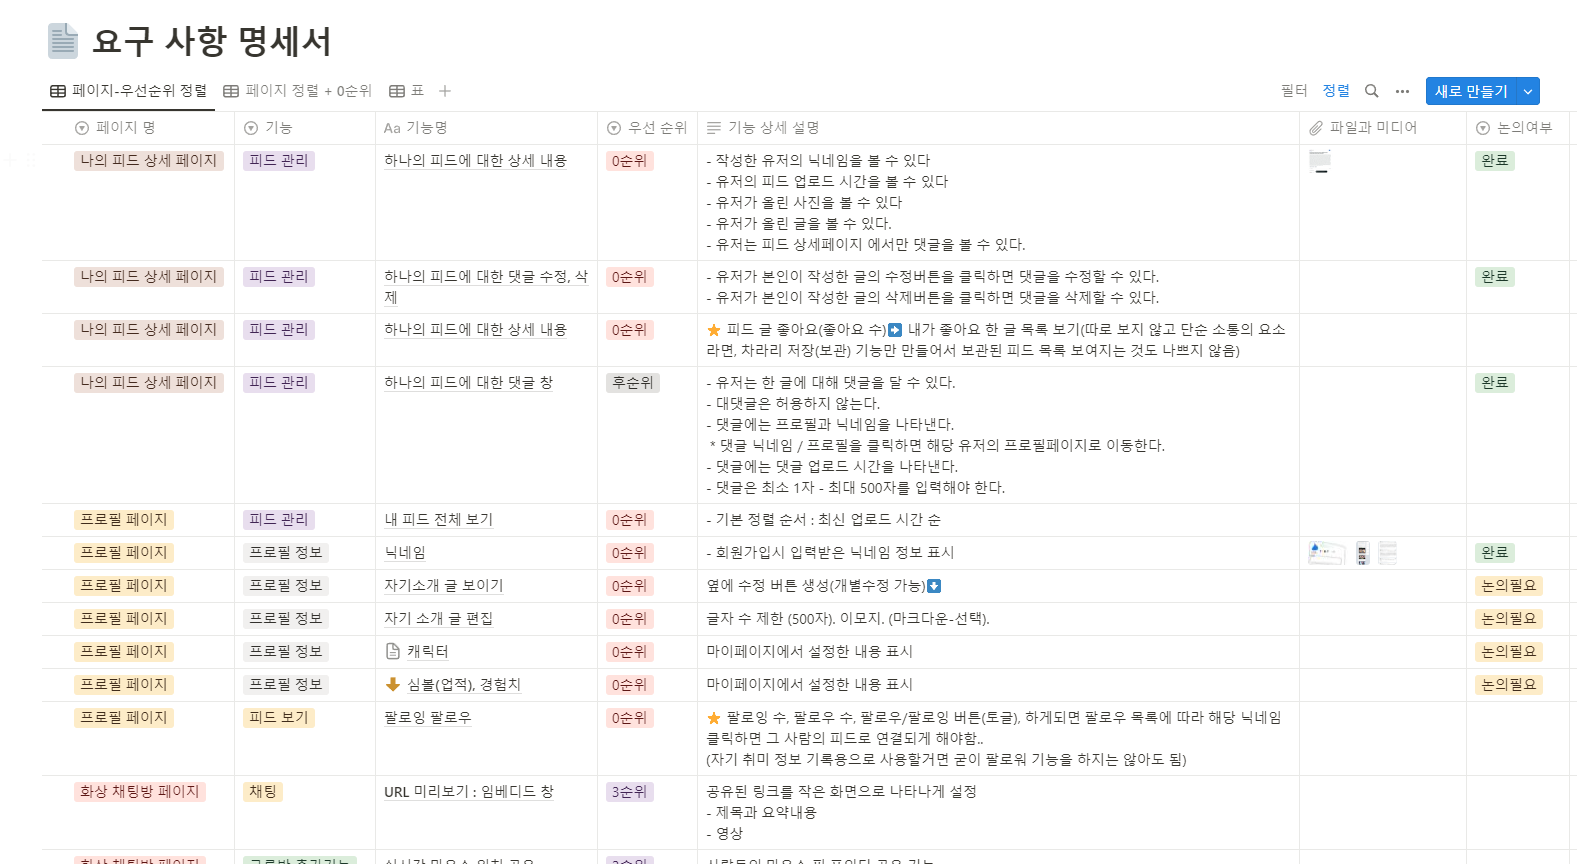 요구 사항 명세서
페이지-우선순위 정렬 페이지 정렬 + 0순위 표
필터 정렬 새로 만들기
페이지 명 기능 Aa 기능명 우선 순위 기능 상세 설명 파일과 미디어 논의여부
나의 피드 상세 페이지 피드 관리 하나의 피드에 대한 상세 내용 0순위 - 작성한 유저의 닉네임을 볼 수 있다 완료
- 유저의 피드 업로드 시간을 볼 수 있다
- 유저가 올린 사진을 볼 수 있다
- 유저가 올린 글을 볼 수 있다.
- 유저는 피드 상세페이지 에서만 댓글을 볼 수 있다.
나의 피드 상세 페이지 피드 관리 하나의 피드에 대한 댓글 수정, 삭 0순위 - 유저가 본인이 작성한 글의 수정버튼을 클릭하면 댓글을 수정할 수 있다. 완료
제 - 유저가 본인이 작성한 글의 삭제버튼을 클릭하면 댓글을 삭제할 수 있다.
나의 피드 상세 페이지 피드 관리 하나의 피드에 대한 상세 내용 0순위 ⭐ 피드 글 좋아요(좋아요 수)➡️ 내가 좋아요 한 글 목록 보기(따로 보지 않고 단순 소통의 요소
라면, 차라리 저장(보관) 기능만 만들어서 보관된 피드 목록 보여지는 것도 나쁘지 않음)
나의 피드 상세 페이지 피드 관리 하나의 피드에 대한 댓글 창 후순위 - 유저는 한 글에 대해 댓글을 달 수 있다. 완료
- 대댓글은 허용하지 않는다.
- 댓글에는 프로필과 닉네임을 나타낸다.
* 댓글 닉네임 / 프로필을 클릭하면 해당 유저의 프로필페이지로 이동한다.
- 댓글에는 댓글 업로드 시간을 나타낸다.
- 댓글은 최소 1자 - 최대 500자를 입력해야 한다.
프로필 페이지 피드 관리 내 피드 전체 보기 0순위 - 기본 정렬 순서 : 최신 업로드 시간 순
프로필 페이지 프로필 정보 닉네임 0순위 - 회원가입시 입력받은 닉네임 정보 표시 완료
프로필 페이지 프로필 정보 자기소개 글 보이기 0순위 옆에 수정 버튼 생성(개별수정 가능)⬇️ 논의필요
프로필 페이지 프로필 정보 자기 소개 글 편집 0순위 글자 수 제한 (500자). 이모지. (마크다운-선택). 논의필요
프로필 페이지 프로필 정보 캐릭터 0순위 마이페이지에서 설정한 내용 표시 논의필요
프로필 페이지 프로필 정보 심볼(업적), 경험치 0순위 마이페이지에서 설정한 내용 표시 논의필요
프로필 페이지 피드 보기 팔로잉 팔로우 0순위 ⭐ 팔로잉 수, 팔로우 수, 팔로우/팔로잉 버튼(토글), 하게되면 팔로우 목록에 따라 해당 닉네임
클릭하면 그 사람의 피드로 연결되게 해야함..
(자기 취미 정보 기록용으로 사용할거면 굳이 팔로워 기능을 하지는 않아도 됨)
화상 채팅방 페이지 채팅 URL 미리보기 : 임베디드 창 3순위 공유된 링크를 작은 화면으로 나타나게 설정
- 제목과 요약내용
- 영상
화상 채팅방 페이지